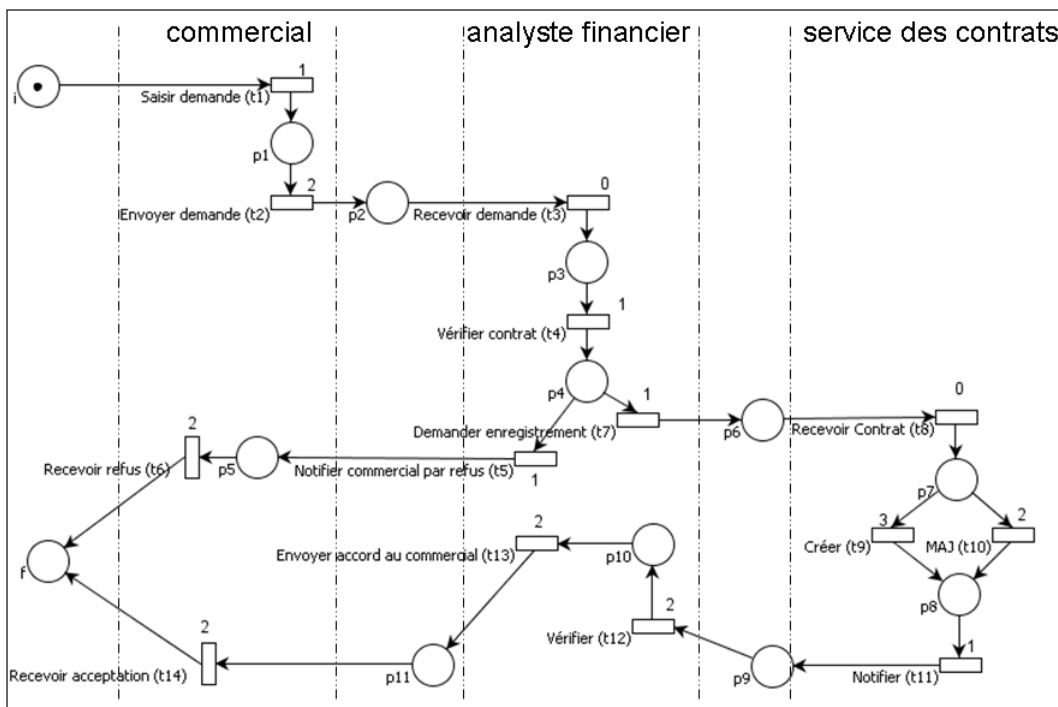 commercial
analyste financier
service des contrats
1
i
Saisir demande (t1)
p1
2
0
Envoyer demande (t2)
p2
Recevoir demande (t3)
p3
1
Vérifier contrat (t4)
p4
1
0
2
Demander enregistrement (t7)
p6
Recevoir Contrat (t8)
Recevoir refus (t6)
p5
Notifier commercial par refus (t5)
1
p7
2
3
2
Créer (t9)
MAJ (t10)
Envoyer accord au commercial (t13)
p10
f
p8
2
2
1
Vérifier (t12)
Recevoir acceptation (t14)
p11
p9
Notifier (t11)